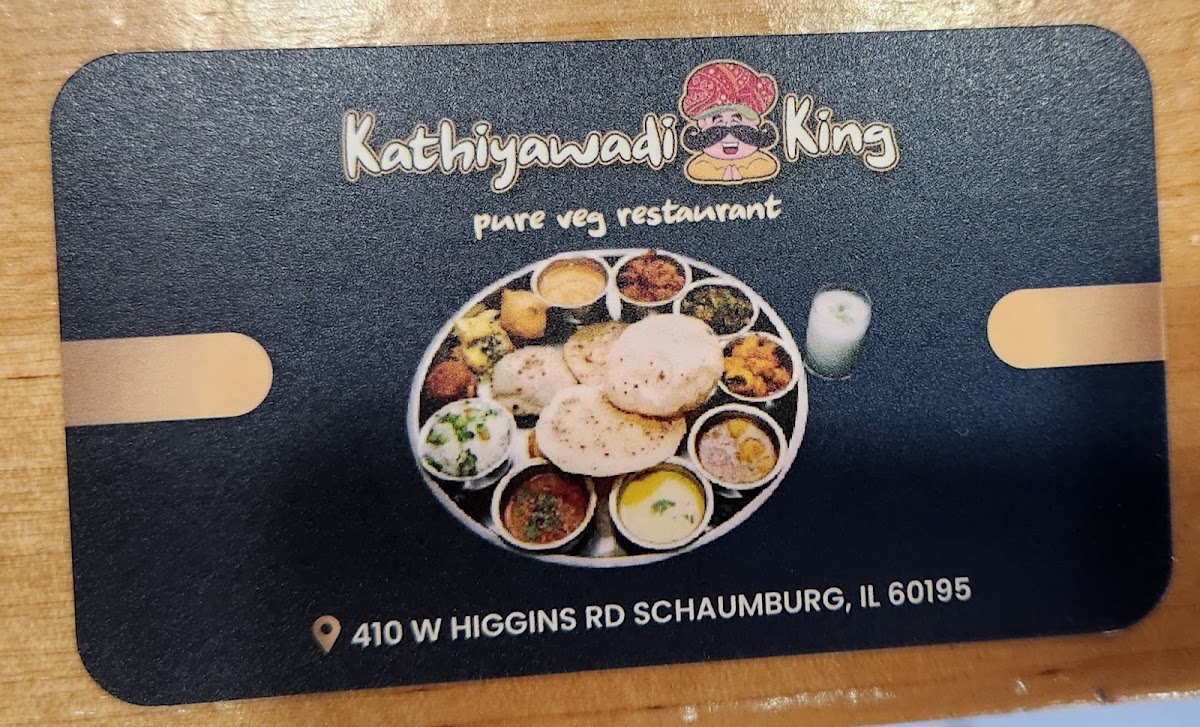 Kathiyawadi King
pure veg restaurant
410 W HIGGINS RD SCHAUMBURG, IL 60195